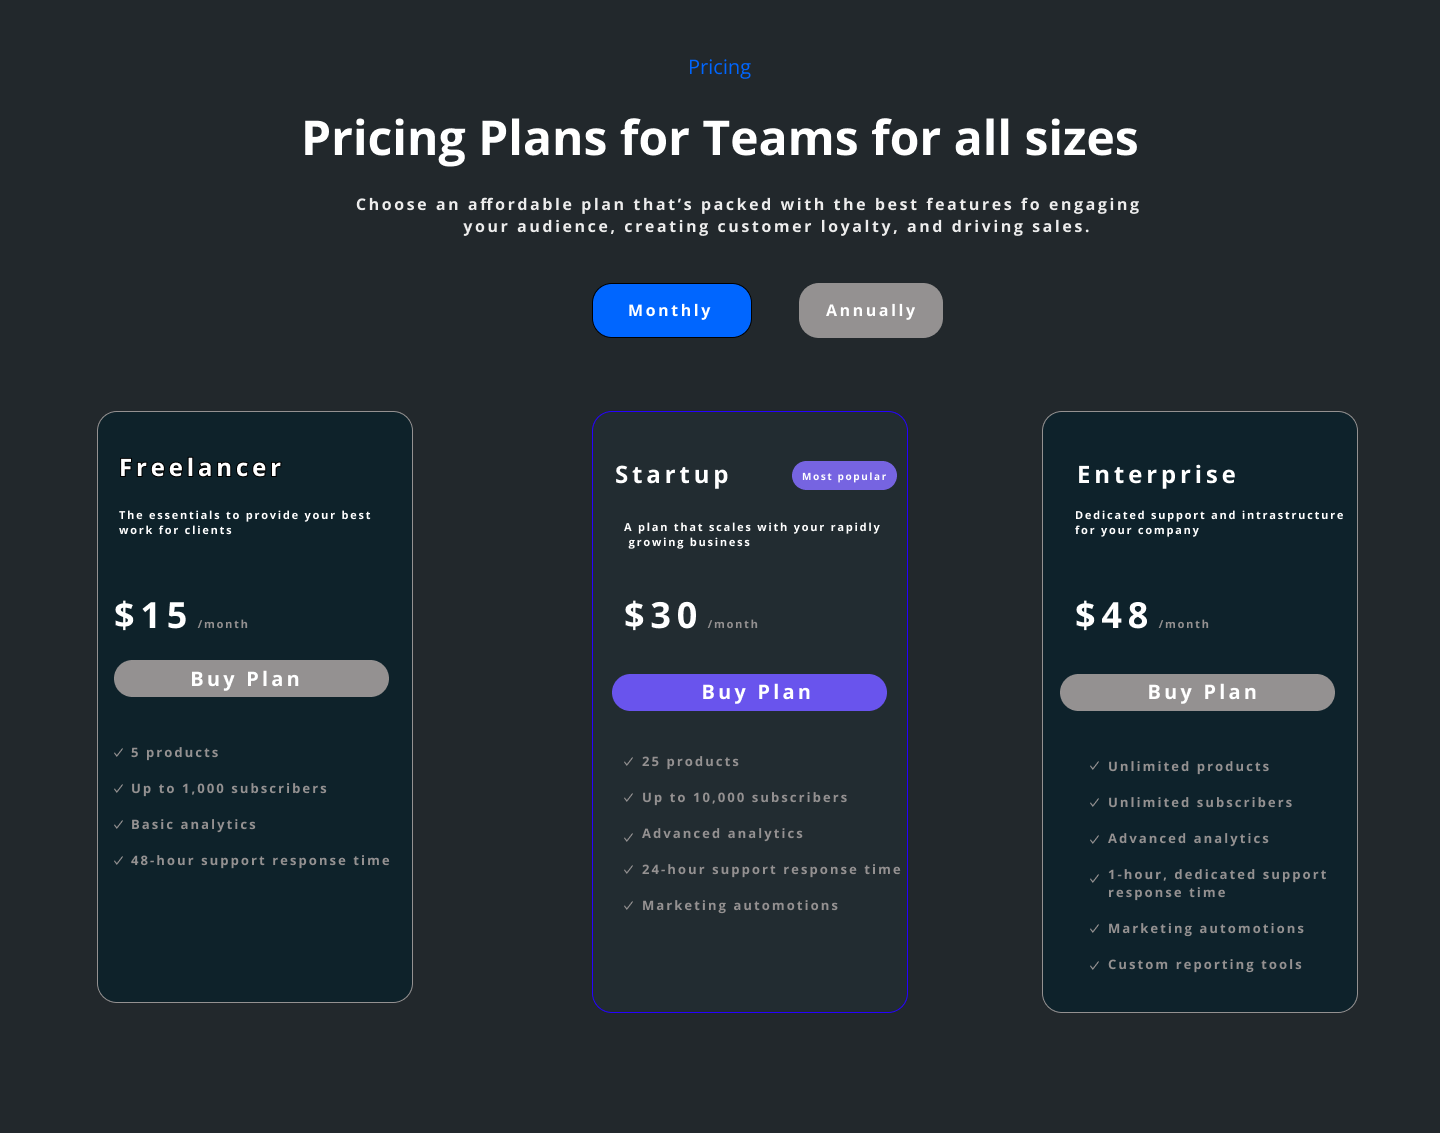 Pricing
Pricing Plans for Teams for all sizes
Choose an affordable plan that’s packed with the best features fo engaging
your audience, creating customer loyalty, and driving sales.
Monthly
Annually
Freelancer
The essentials to provide your best
work for clients
$15 /month
Buy Plan
✓ 5 products
✓ Up to 1,000 subscribers
✓ Basic analytics
✓ 48-hour support response time
Startup
Most popular
A plan that scales with your rapidly
growing business
$30 /month
Buy Plan
✓ 25 products
✓ Up to 10,000 subscribers
✓ Advanced analytics
✓ 24-hour support response time
✓ Marketing automotions
Enterprise
Dedicated support and intrastructure
for your company
$48 /month
Buy Plan
✓ Unlimited products
✓ Unlimited subscribers
✓ Advanced analytics
✓ 1-hour, dedicated support
response time
✓ Marketing automotions
✓ Custom reporting tools